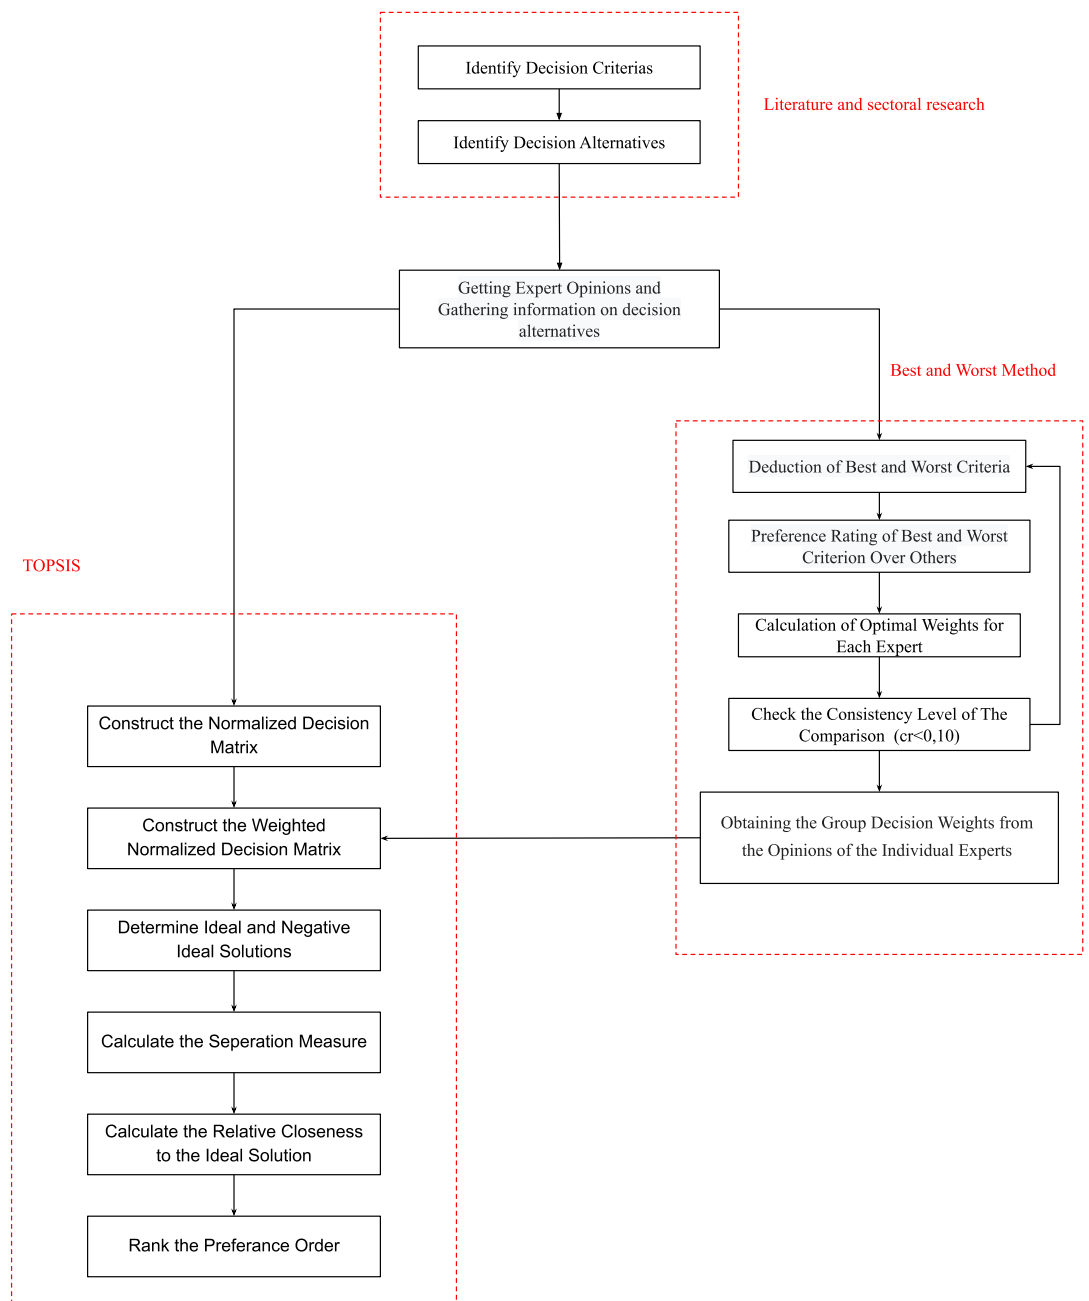 Identify Decision Criterias
Literature and sectoral research
Identify Decision Alternatives
Getting Expert Opinions and
Gathering information on decision
alternatives
Best and Worst Method
Deduction of Best and Worst Criteria
Preference Rating of Best and Worst
Criterion Over Others
Calculation of Optimal Weights for
Each Expert
Check the Consistency Level of The
Comparison (cr<0,10)
Obtaining the Group Decision Weights from
the Opinions of the Individual Experts
TOPSIS
Construct the Normalized Decision
Matrix
Construct the Weighted
Normalized Decision Matrix
Determine Ideal and Negative
Ideal Solutions
Calculate the Seperation Measure
Calculate the Relative Closeness
to the Ideal Solution
Rank the Preferance Order